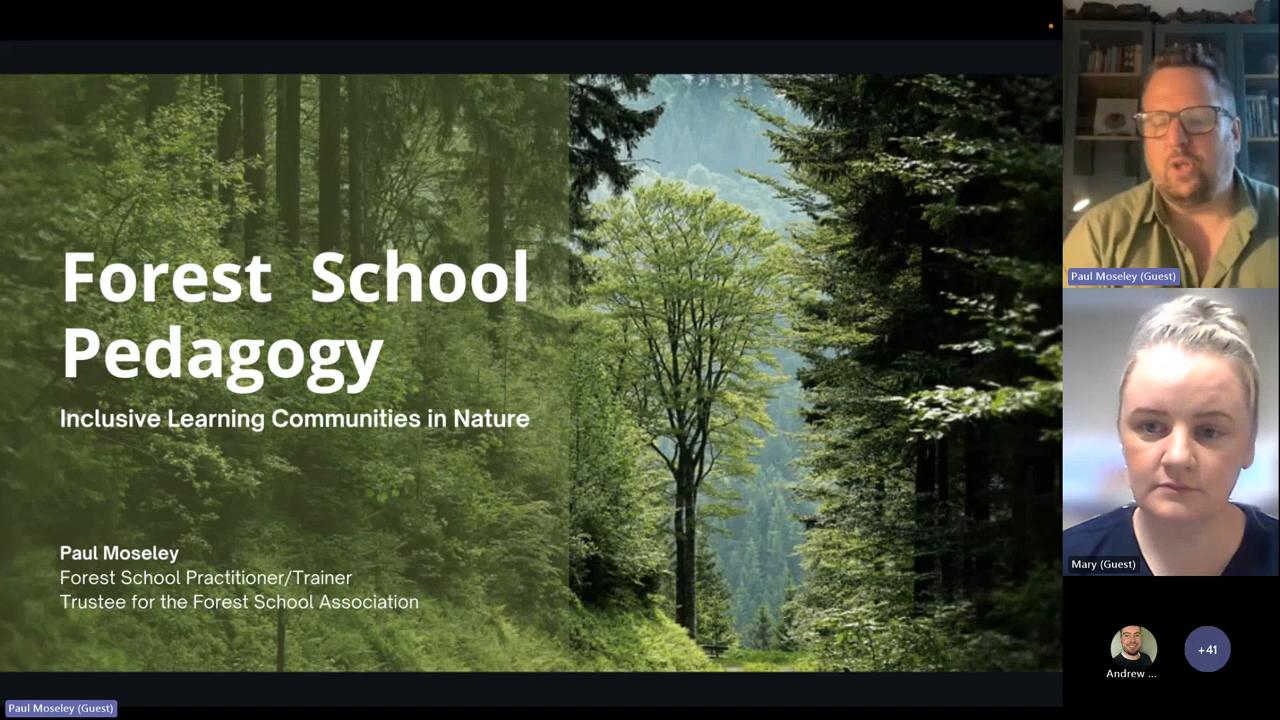 Forest School
Pedagogy
Inclusive Learning Communities in Nature
Paul Moseley
Forest School Practitioner/Trainer
Trustee for the Forest School Association
Paul Moseley (Guest)
Paul Moseley (Guest)
Mary (Guest)
Andrew ...
+41